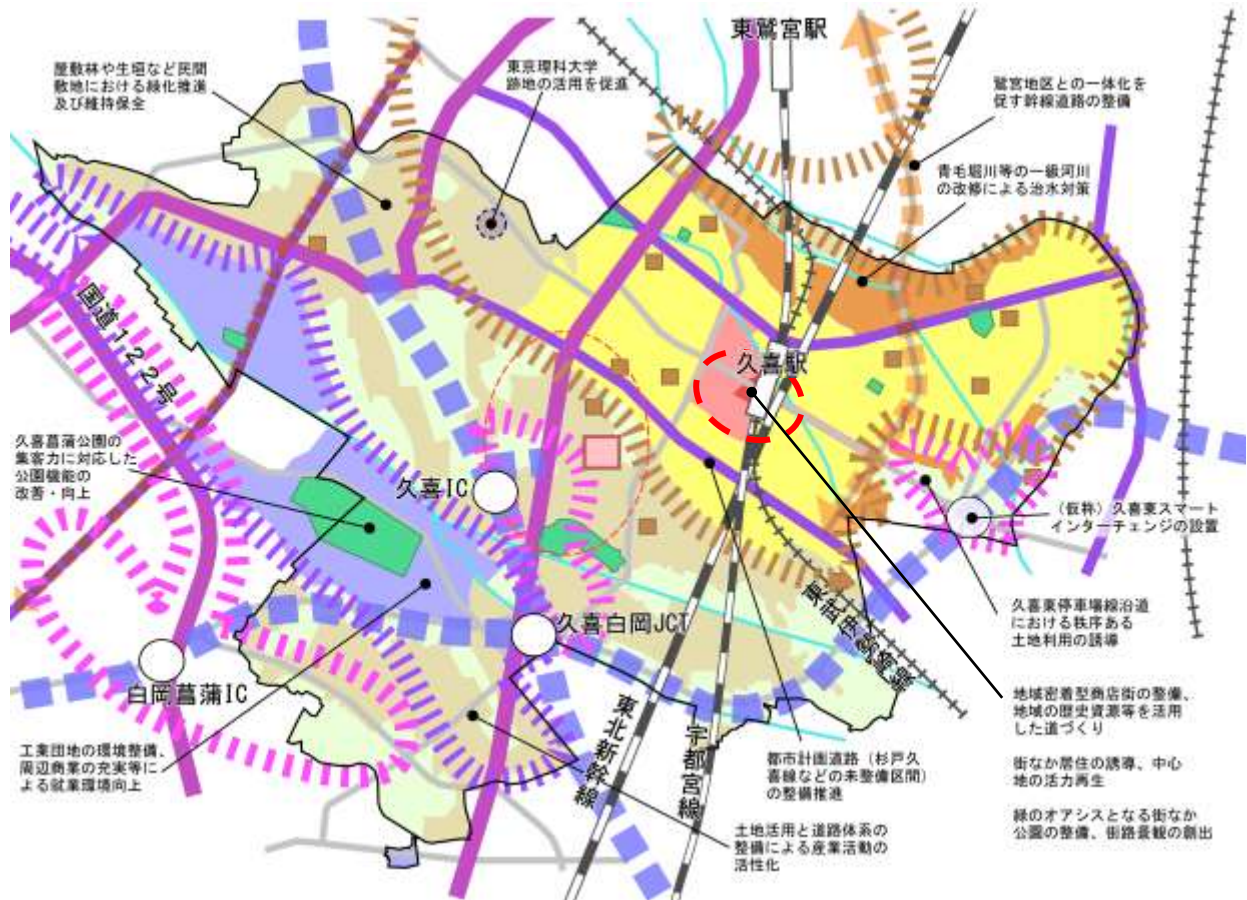 東鷲宮駅
屋敷林や生垣など民間
敷地における緑化推進
及び維持保全
東京理科大学
跡地の活用を促進
鷲宮地区との一体化を
促す幹線道路の整備
青毛堀川等の一級河川
の改修による治水対策
国道122号
久喜駅
久喜菖蒲公園の
集客力に対応した
公園機能の
改善・向上
久喜IC
(仮称)久喜東スマート
インターチェンジの設置
久喜白岡JCT
東武伊勢崎線
久喜東停車場線沿道
における秩序ある
土地利用の誘導
白岡菖蒲IC
東北新幹線
宇都宮線
地域密着型商店街の整備、
地域の歴史資源等を活用
した道づくり
街なか居住の誘導、中心
地の活力再生
緑のオアシスとなる街なか
公園の整備、街路景観の創出
工業団地の環境整備、
周辺商業の充実等に
よる就業環境向上
都市計画道路(杉戸久
喜線などの未整備区間)
の整備推進
土地活用と道路体系の
整備による産業活動の
活性化